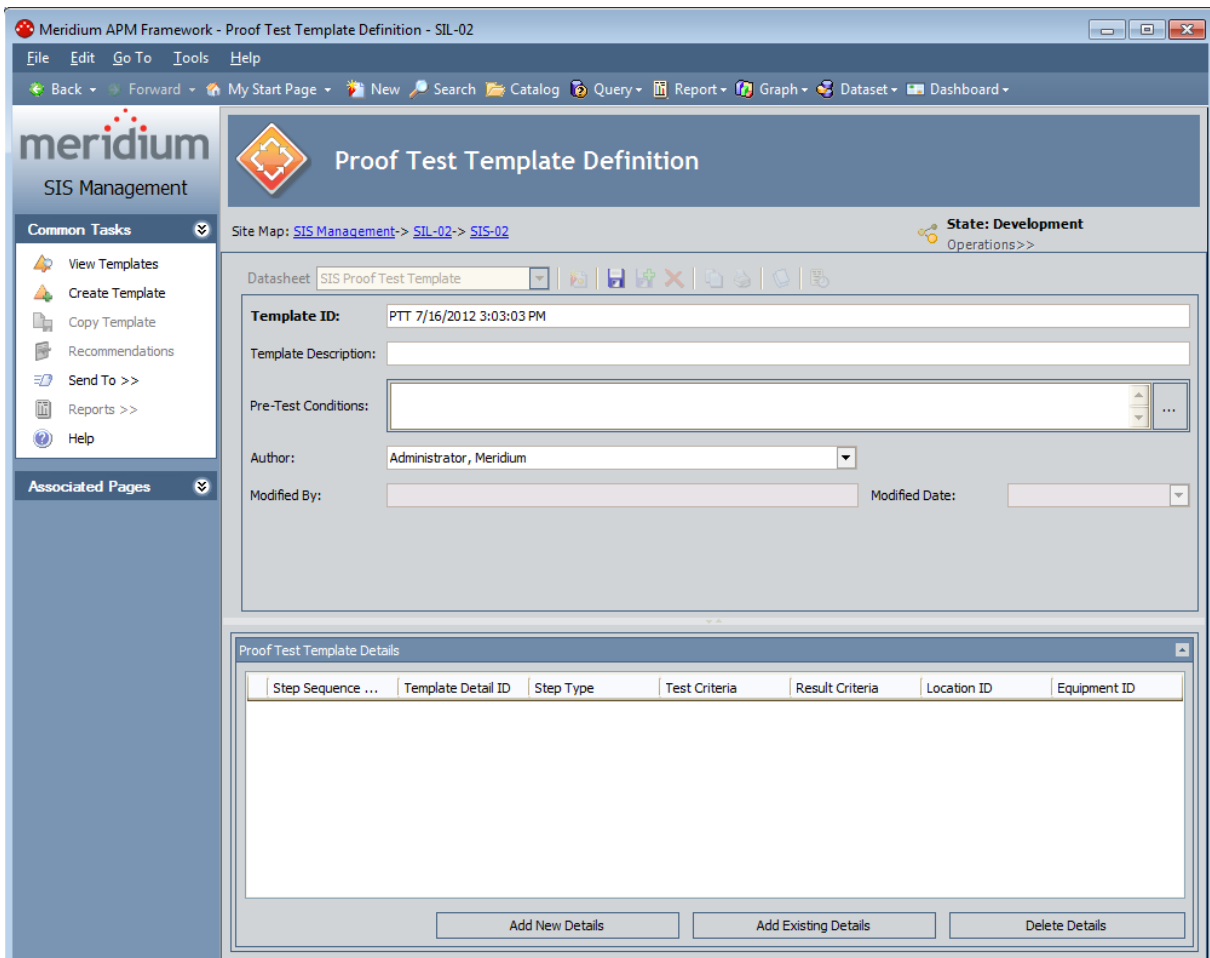 Meridium APM Framework - Proof Test Template Definition - SIL-02
File Edit Go To Tools Help
Back Forward My Start Page New Search Catalog Query Report Graph Dataset Dashboard
meridium
SIS Management
Proof Test Template Definition
Common Tasks
View Templates
Create Template
Copy Template
Recommendations
Send To >>
Reports >>
Help
Associated Pages
Site Map: SIS Management-> SIL-02-> SIS-02
State: Development
Operations>>
Datasheet SIS Proof Test Template
Template ID: PTT 7/16/2012 3:03:03 PM
Template Description:
Pre-Test Conditions: ...
Author: Administrator, Meridium
Modified By: Modified Date:
Proof Test Template Details
Step Sequence ... Template Detail ID Step Type Test Criteria Result Criteria Location ID Equipment ID
Add New Details Add Existing Details Delete Details